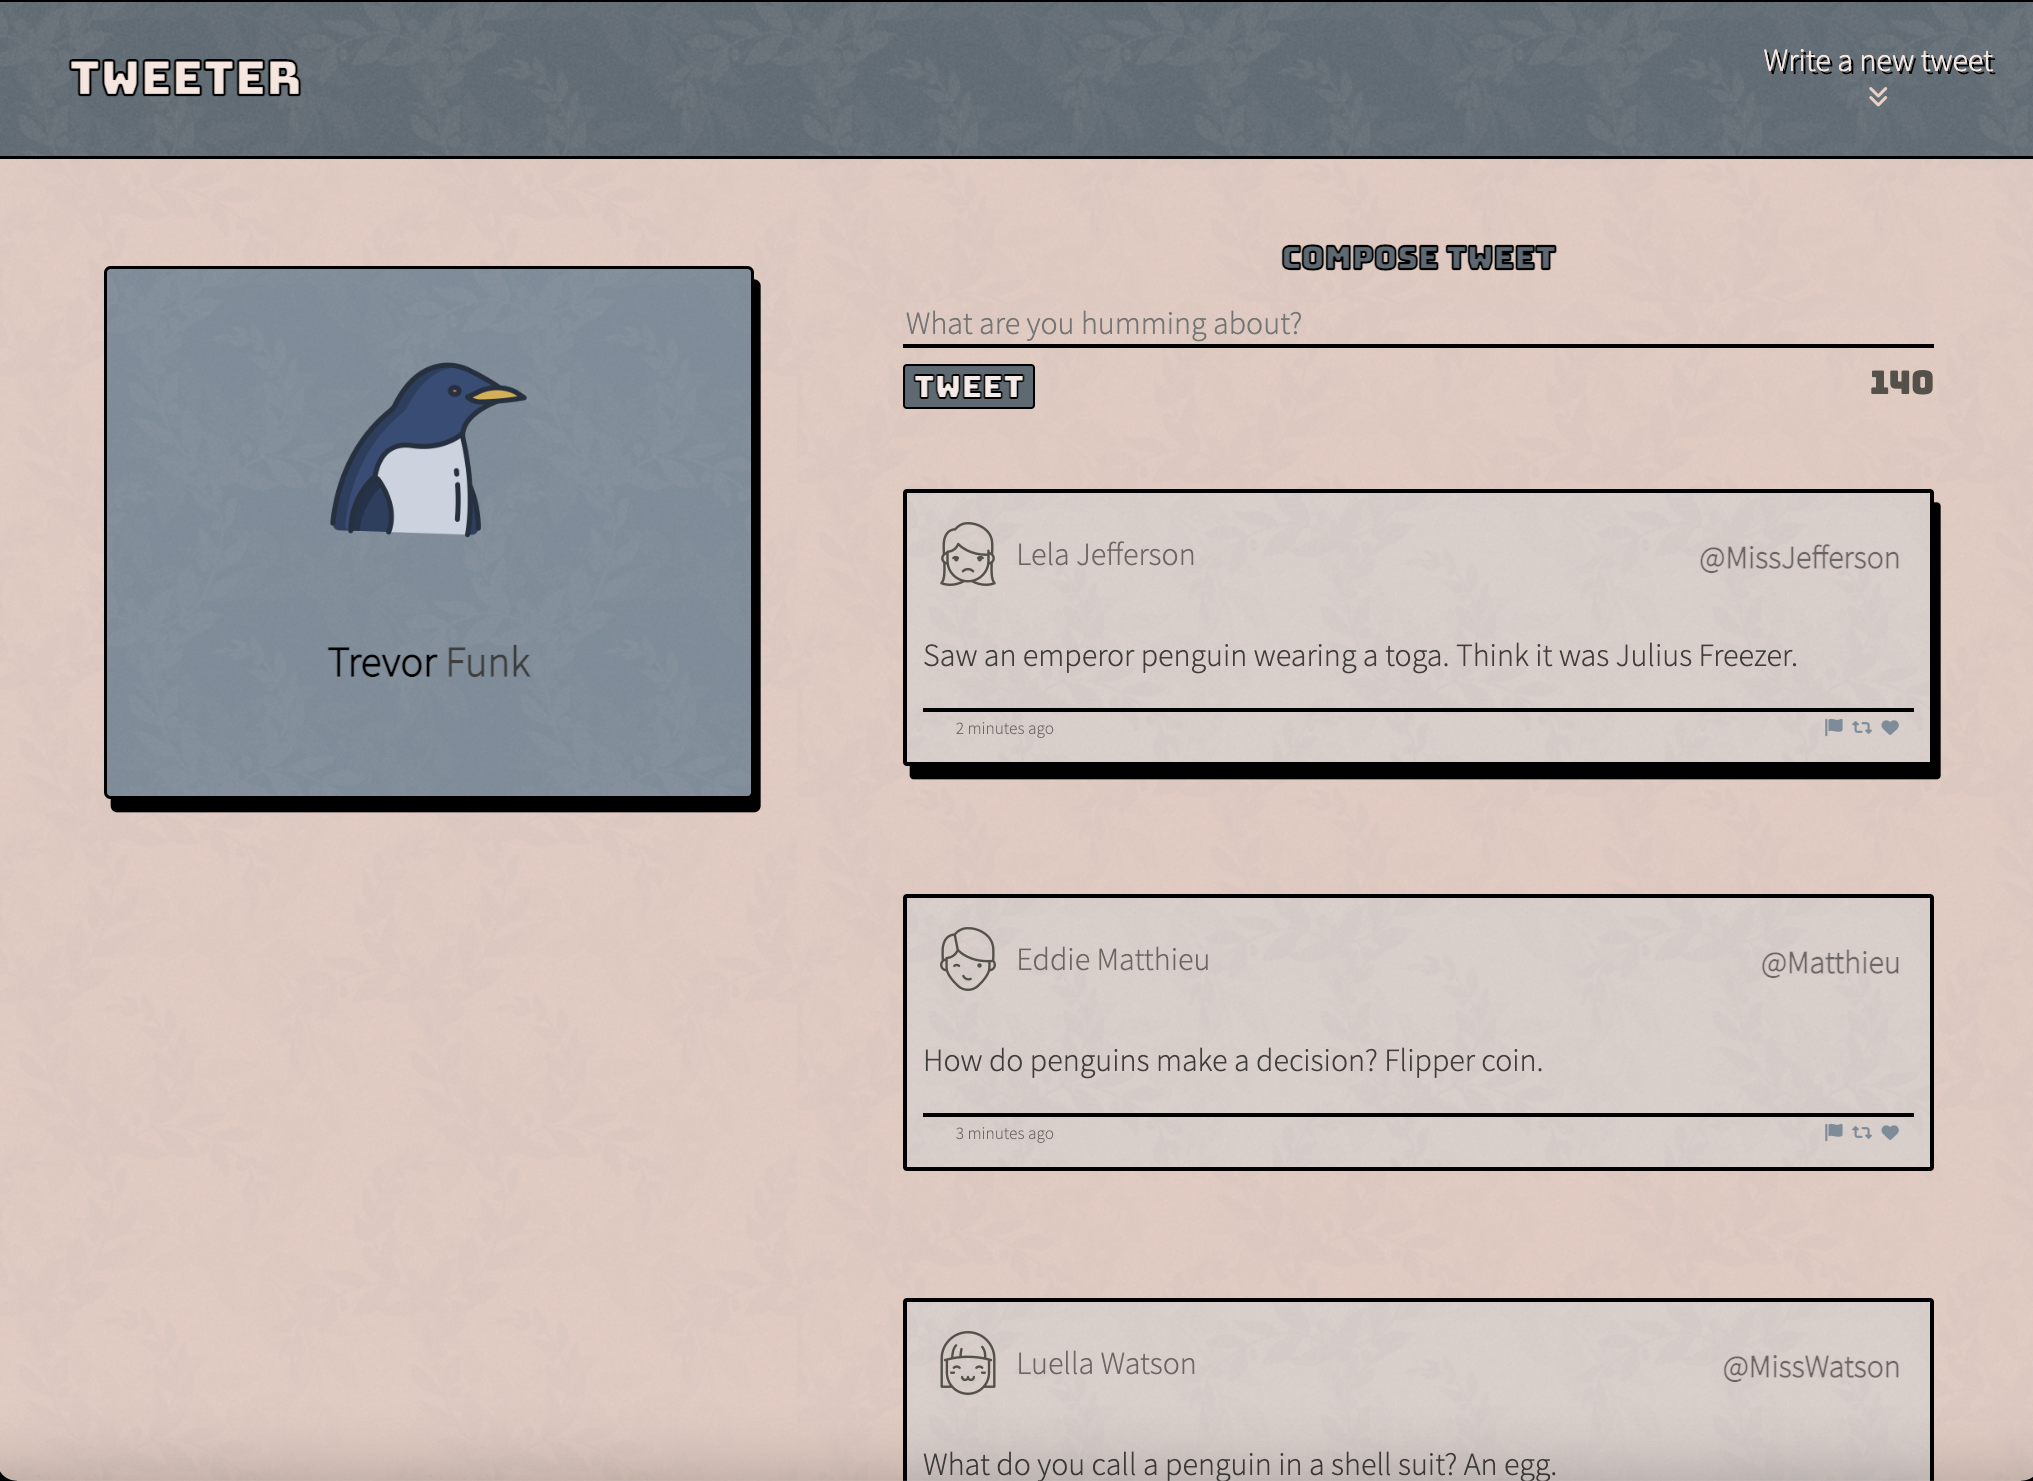 TWEETER
Write a new tweet
Trevor Funk
COMPOSE TWEET
What are you humming about?
TWEET
140
Lela Jefferson
@MissJefferson
Saw an emperor penguin wearing a toga. Think it was Julius Freezer.
2 minutes ago
Eddie Matthieu
@Matthieu
How do penguins make a decision? Flipper coin.
3 minutes ago
Luella Watson
@MissWatson
What do you call a penguin in a shell suit? An egg.